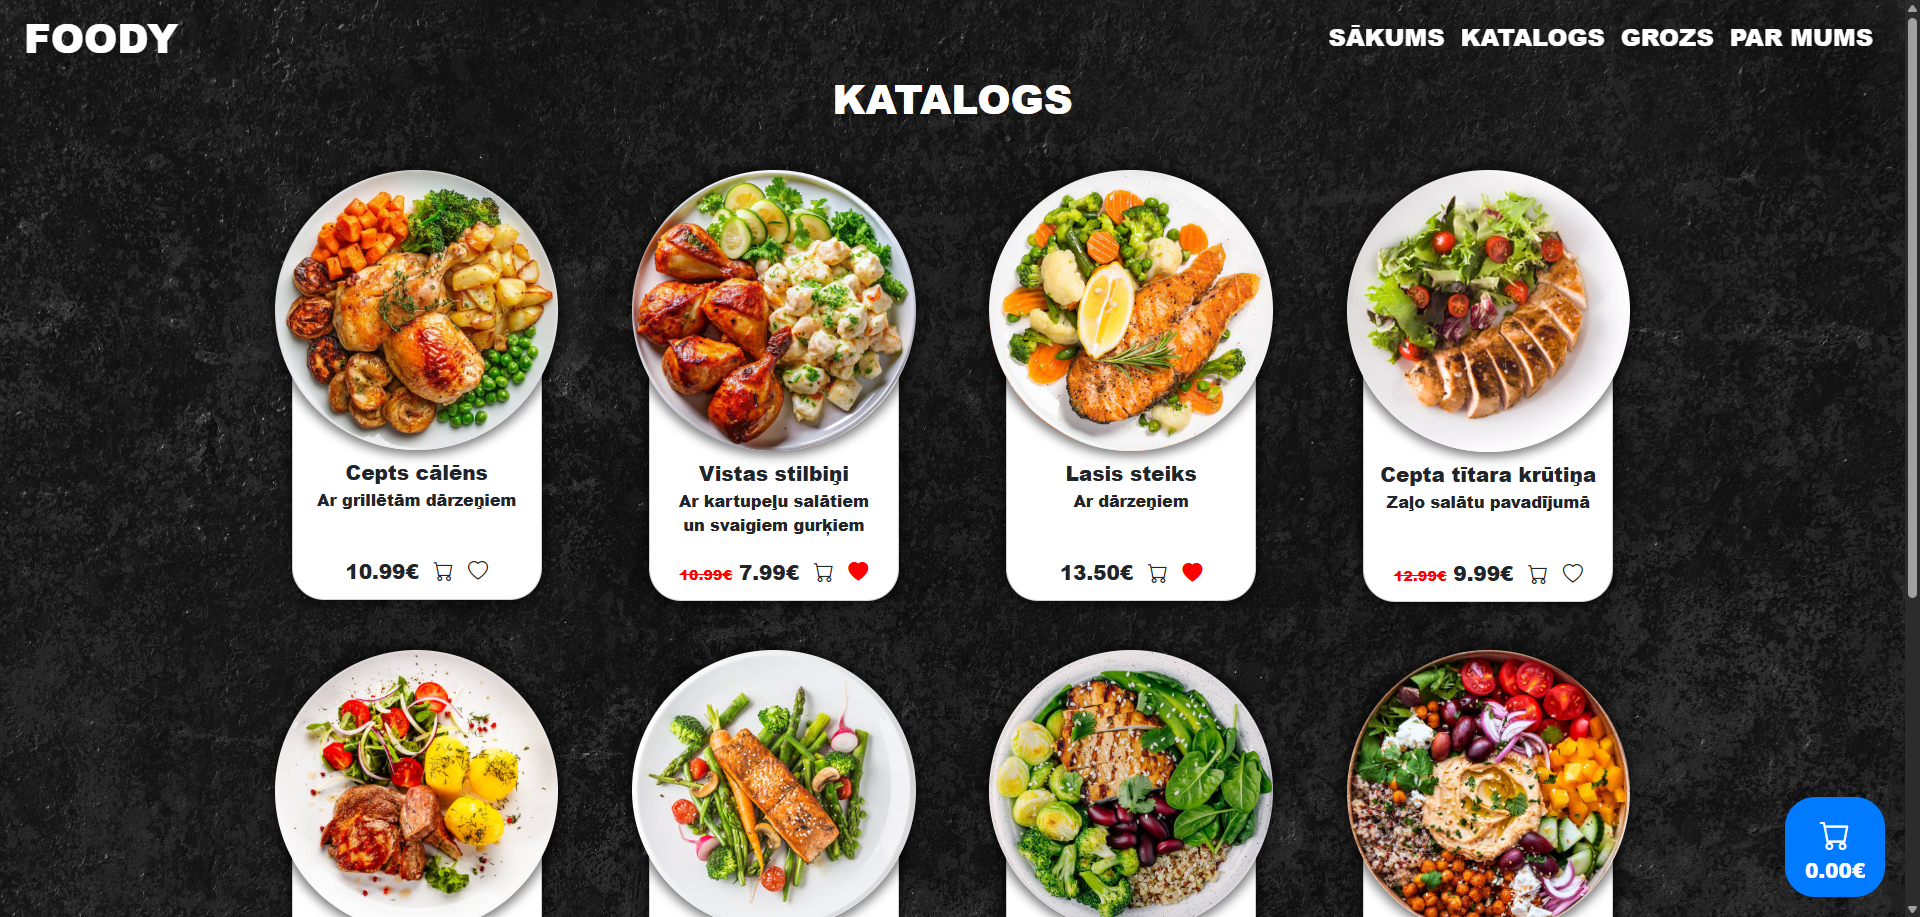 FOODY
SĀKUMS KATALOGS GROZS PAR MUMS
KATALOGS
Cepts cālēns
Ar grillētām dārzeņiem
10.99€
Vistas stilbiņi
Ar kartupeļu salātiem
un svaigiem gurķiem
10.99€ 7.99€
Lasis steiks
Ar dārzeņiem
13.50€
Cepta tītara krūtiņa
Zaļo salātu pavadījumā
12.99€ 9.99€
0.00€